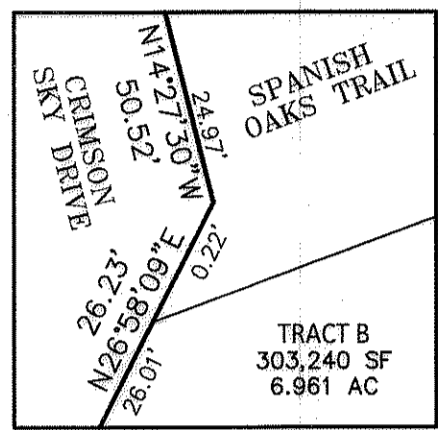 N14°27'30"W
50.52'
24.97'
SPANISH
OAKS TRAIL
CRIMSON
SKY DRIVE
26.23'
N26°58'09"E
0.22'
26.01'
TRACT B
303,240 SF
6.961 AC